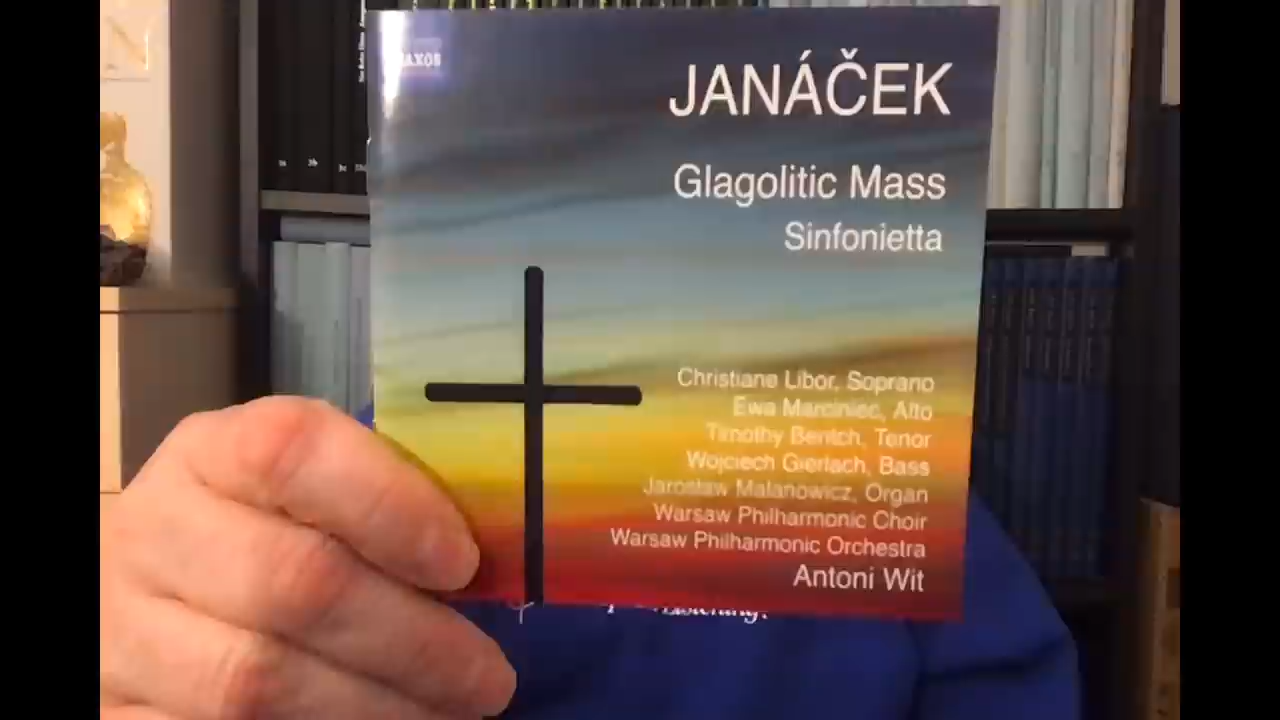 JANÁČEK
Glagolitic Mass
Sinfonietta
Christiane Libor, Soprano
Ewa Marciniec, Alto
Timothy Bentch, Tenor
Wojciech Gierlach, Bass
Jarosław Malanowicz, Organ
Warsaw Philharmonic Choir
Warsaw Philharmonic Orchestra
Antoni Wit